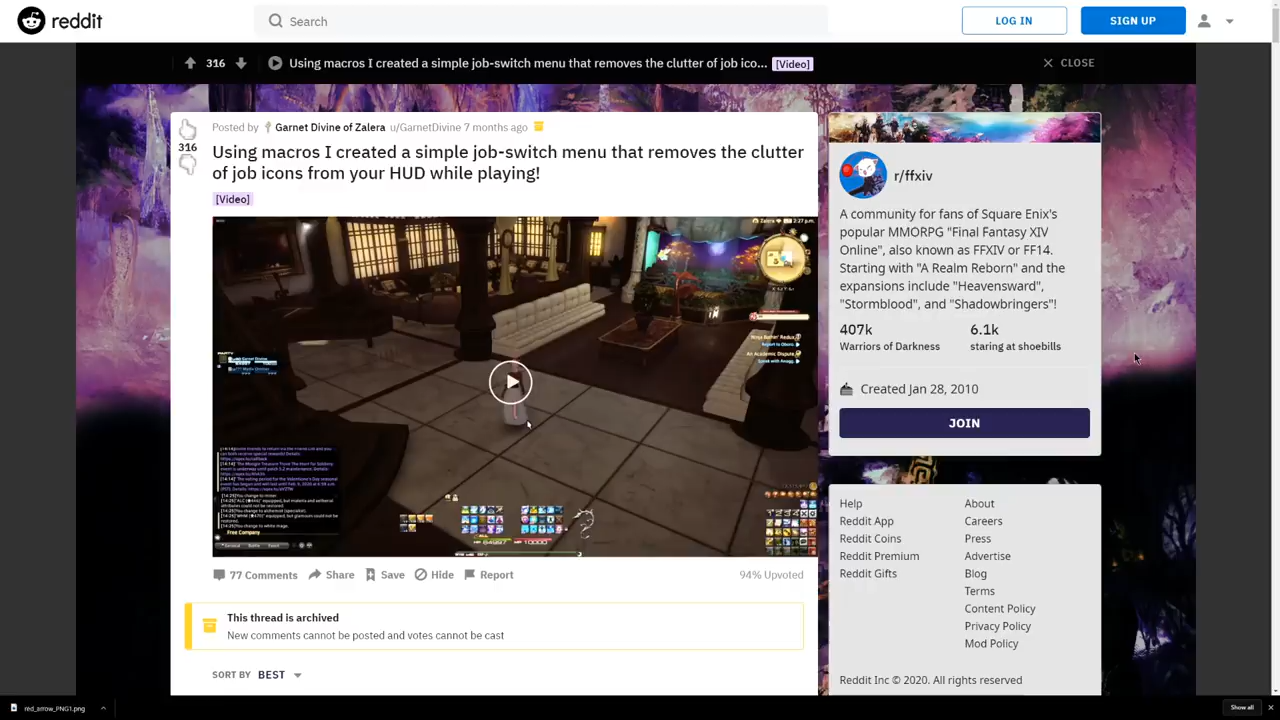 reddit
Search
LOG IN
SIGN UP
316
Using macros I created a simple job-switch menu that removes the clutter of job ico...
[Video]
CLOSE
316
Posted by Garnet Divine of Zalera u/GarnetDivine 7 months ago
Using macros I created a simple job-switch menu that removes the clutter
of job icons from your HUD while playing!
[Video]
Ninja Bother' Redux
An Academic Dispute
Free Company
77 Comments
Share
Save
Hide
Report
94% Upvoted
This thread is archived
New comments cannot be posted and votes cannot be cast
SORT BY BEST
r/ffxiv
A community for fans of Square Enix's
popular MMORPG "Final Fantasy XIV
Online", also known as FFXIV or FF14.
Starting with "A Realm Reborn" and the
expansions include "Heavensward",
"Stormblood", and "Shadowbringers"!
407k
Warriors of Darkness
6.1k
staring at shoebills
Created Jan 28, 2010
JOIN
Help
Reddit App
Reddit Coins
Reddit Premium
Reddit Gifts
About
Careers
Press
Advertise
Blog
Terms
Content Policy
Privacy Policy
Mod Policy
Reddit Inc © 2020. All rights reserved
red_arrow_PNG1.png
Show all